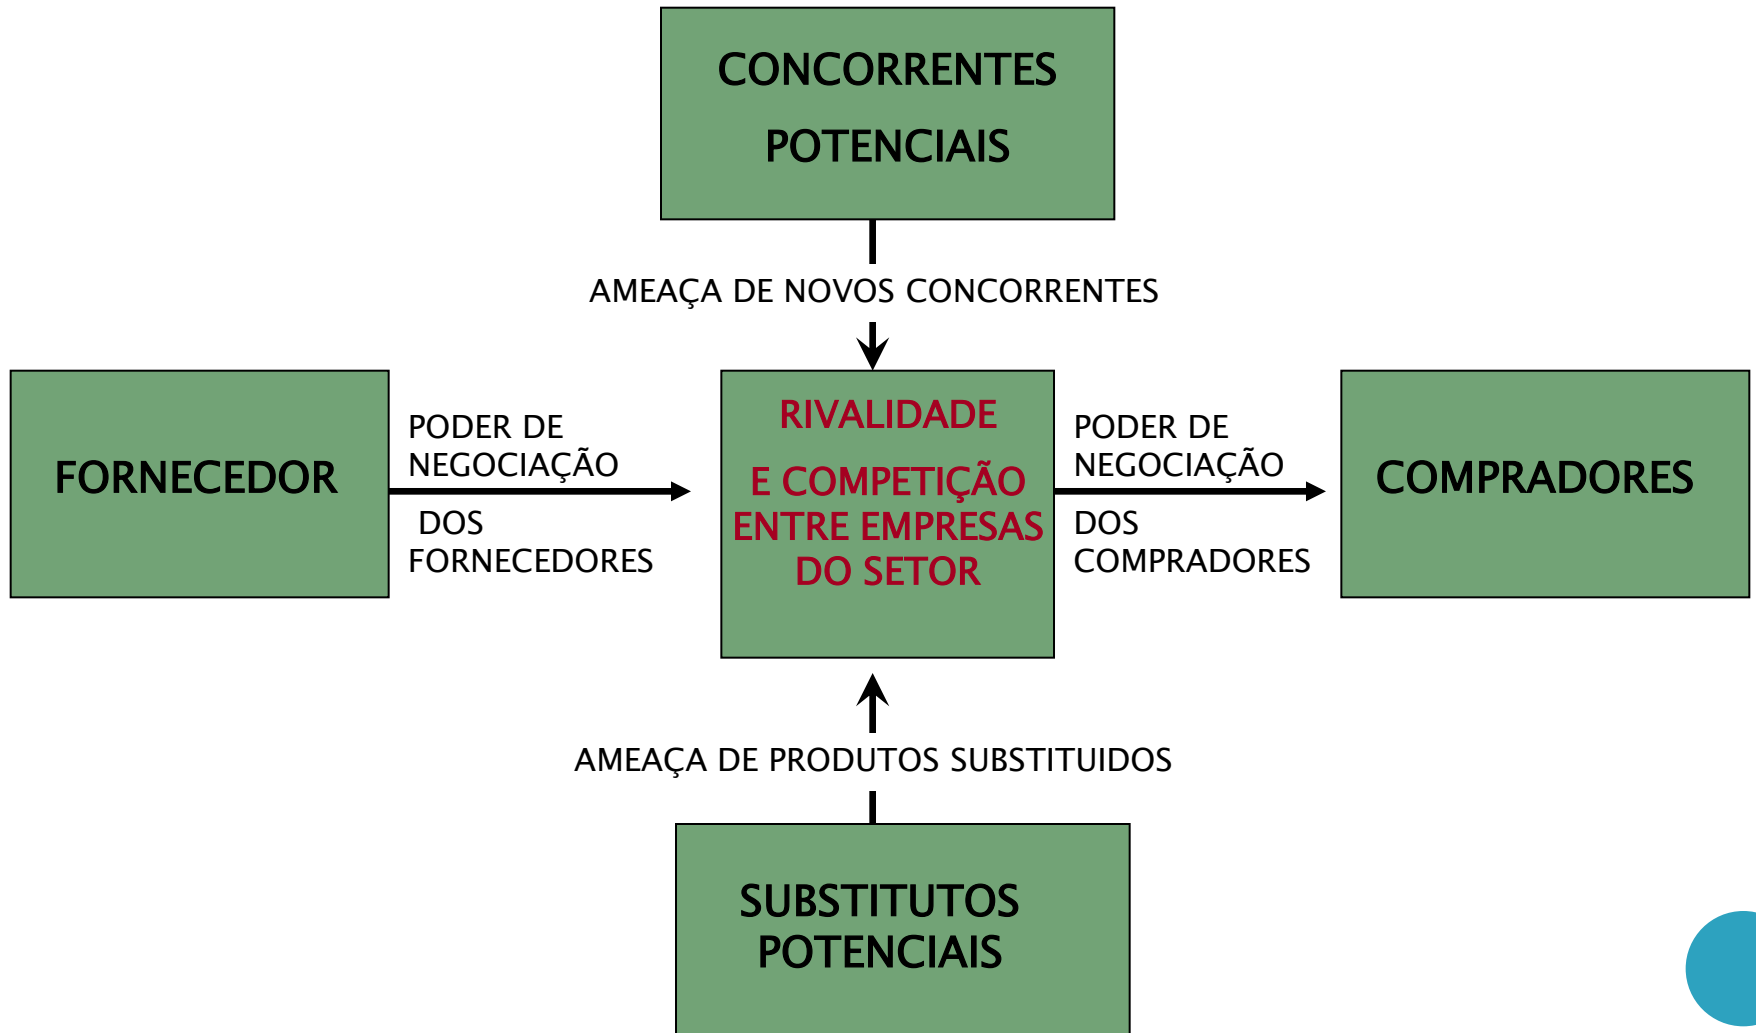 CONCORRENTES
POTENCIAIS
AMEAÇA DE NOVOS CONCORRENTES
FORNECEDOR
PODER DE
NEGOCIAÇÃO
DOS
FORNECEDORES
RIVALIDADE
E COMPETIÇÃO
ENTRE EMPRESAS
DO SETOR
PODER DE
NEGOCIAÇÃO
DOS
COMPRADORES
COMPRADORES
AMEAÇA DE PRODUTOS SUBSTITUIDOS
SUBSTITUTOS
POTENCIAIS